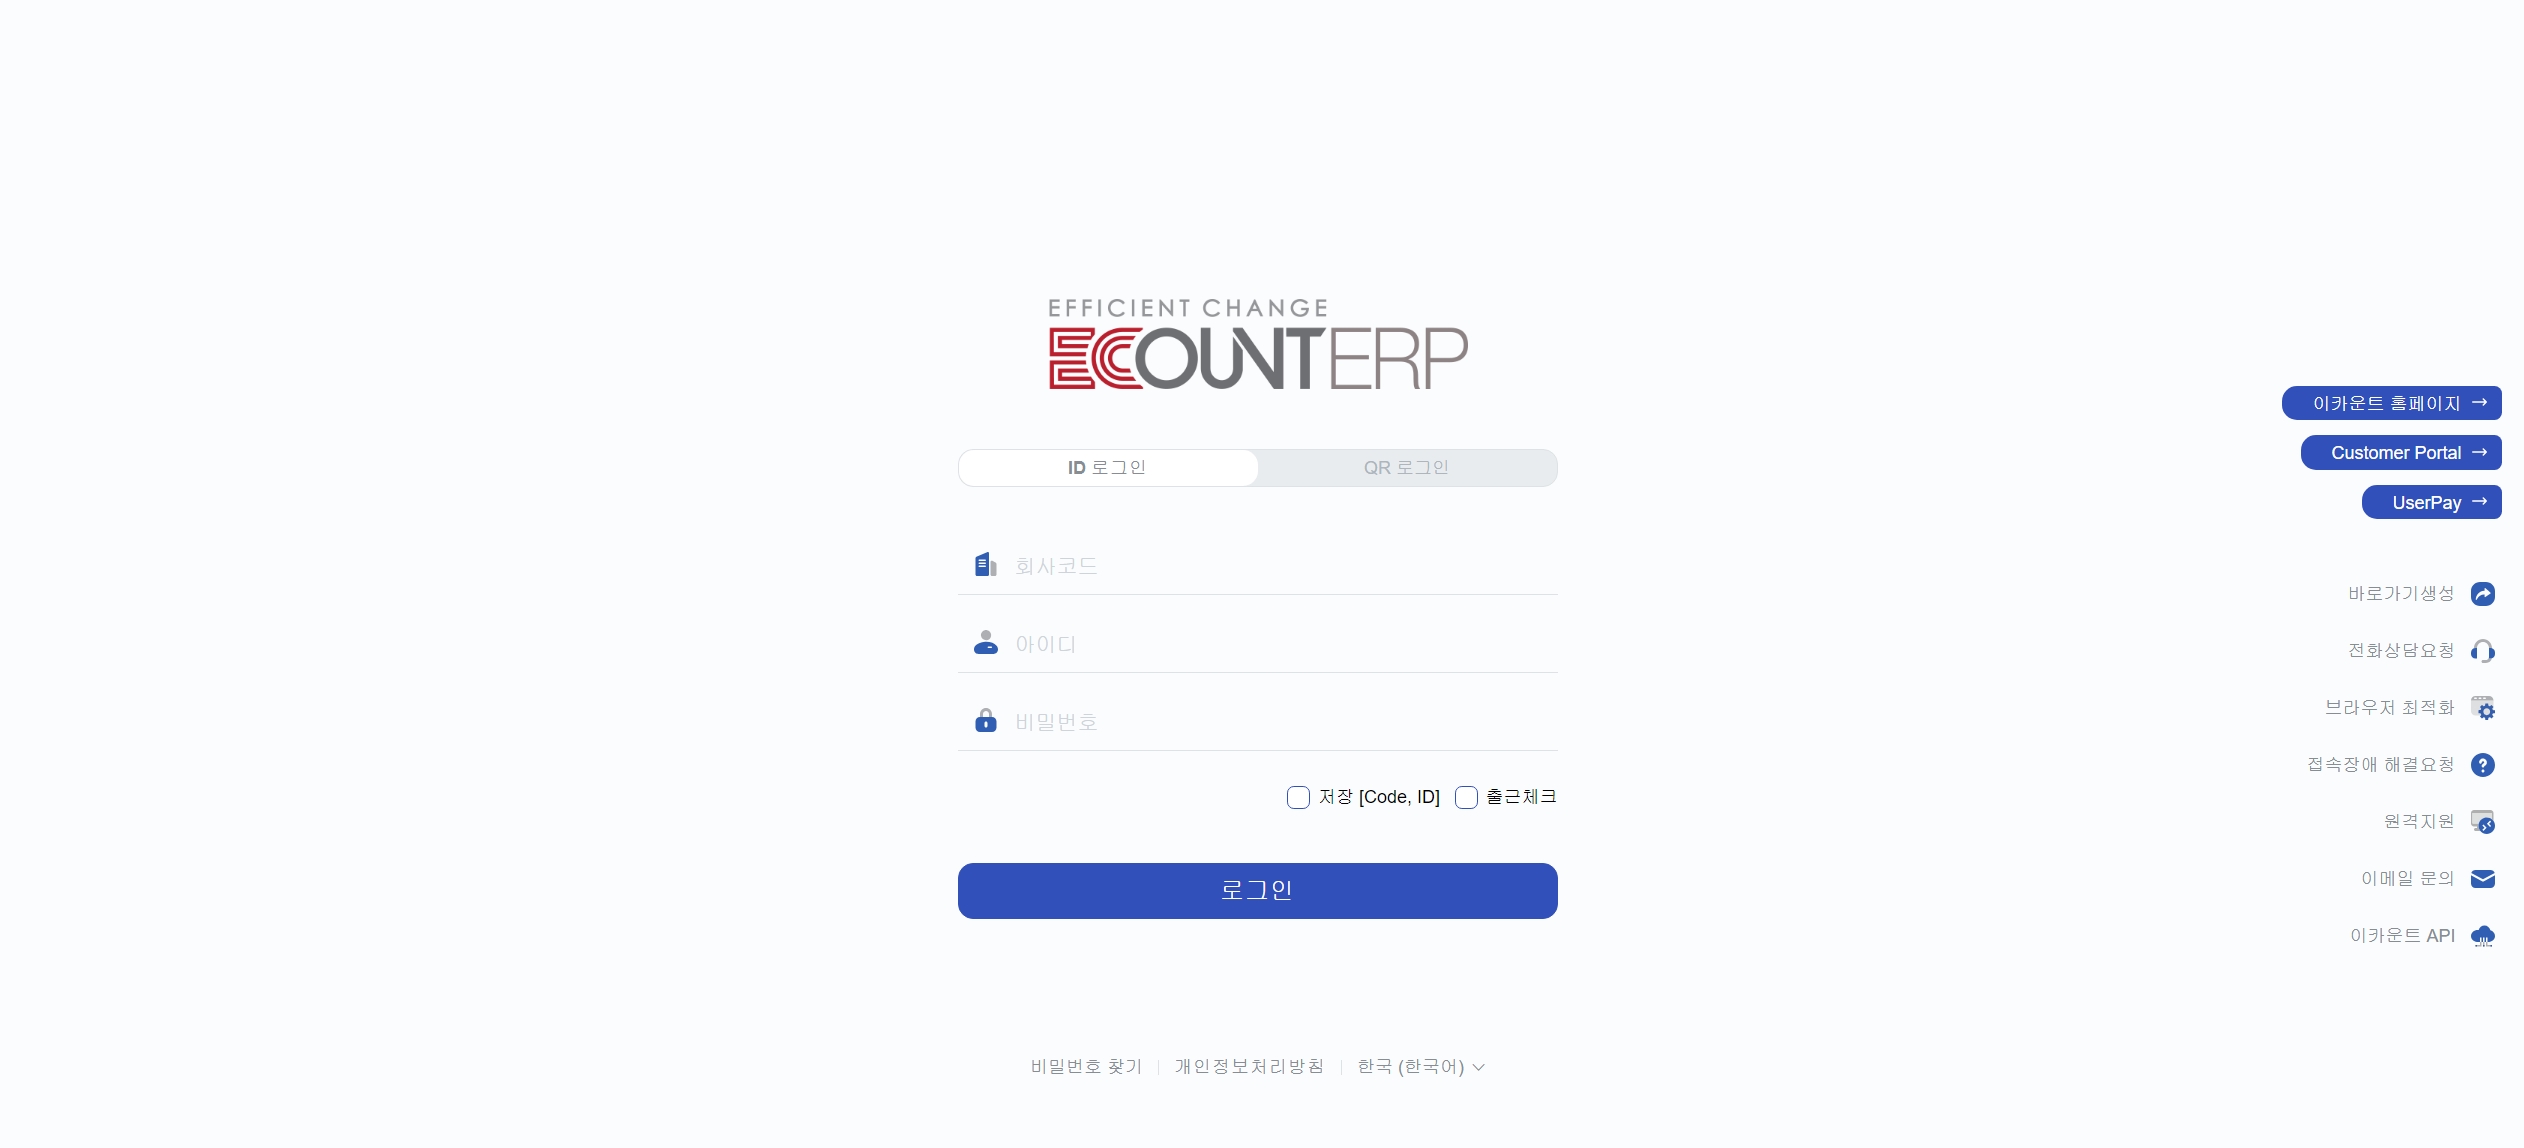 EFFICIENT CHANGE
ECOUNTERP
ID 로그인
QR 로그인
회사코드
아이디
비밀번호
저장 [Code, ID]
출근체크
로그인
비밀번호 찾기
개인정보처리방침
한국 (한국어)
이카운트 홈페이지 →
Customer Portal →
UserPay →
바로가기생성
전화상담요청
브라우저 최적화
접속장애 해결요청
원격지원
이메일 문의
이카운트 API